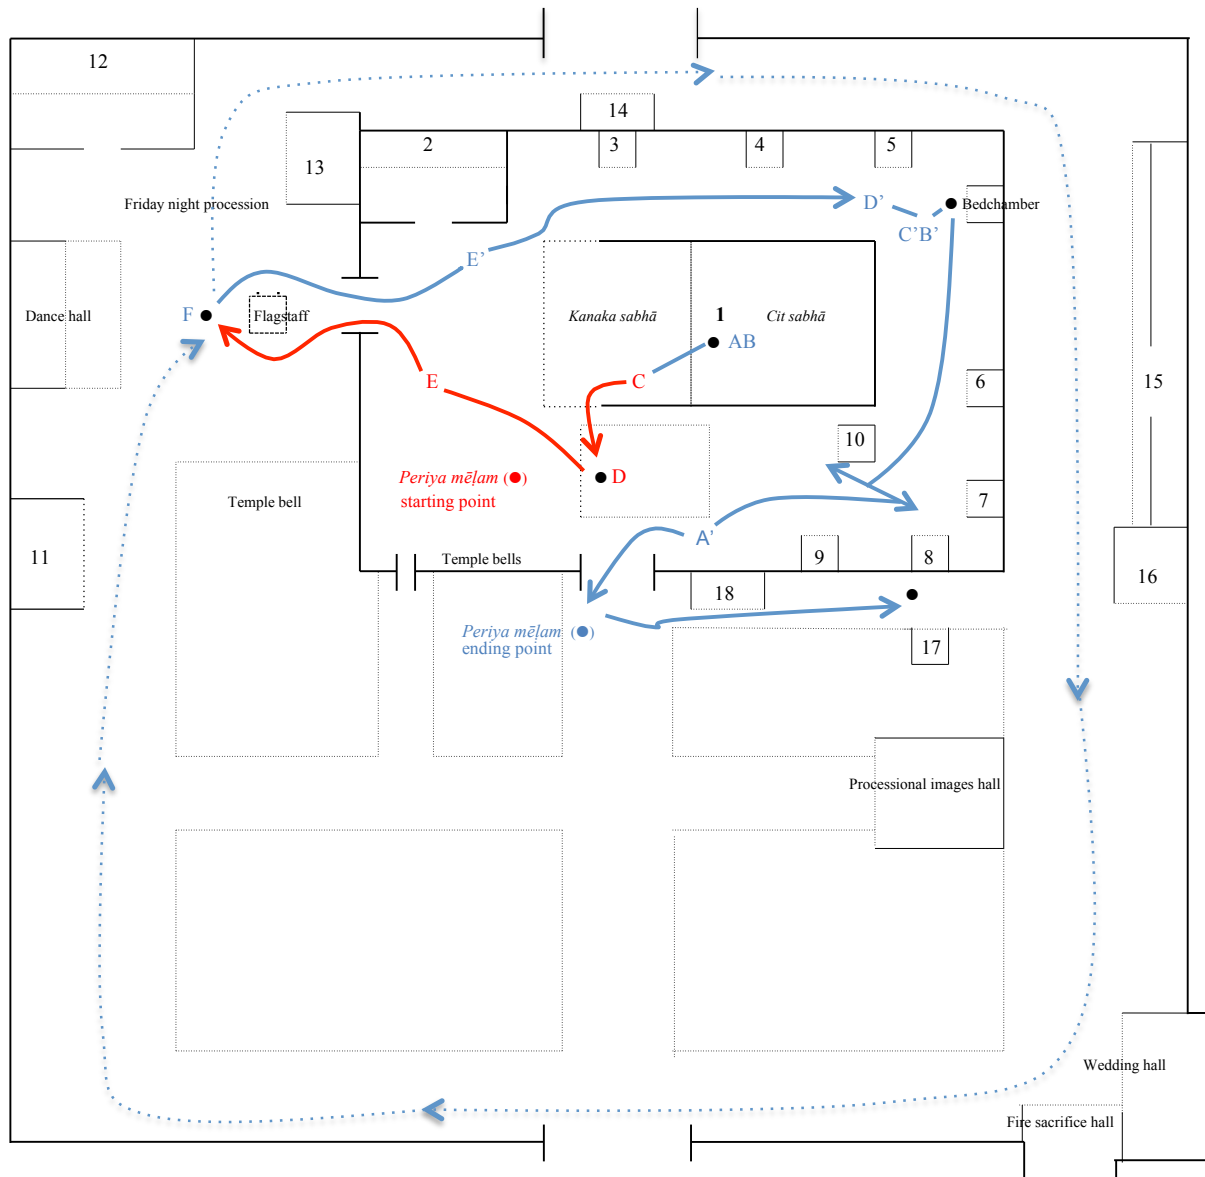 12
14
2
3
4
5
13
Friday night procession
D’
Bedchamber
C’B’
E’
F
Flagstaff
Dance hall
Kanaka sabhā
1
Cit sabhā
AB
E
C
6
15
10
Periya mēḷam (●)
starting point
D
Temple bell
7
A’
11
Temple bells
9
8
18
16
Periya mēḷam (●)
ending point
17
Processional images hall
Wedding hall
Fire sacrifice hall